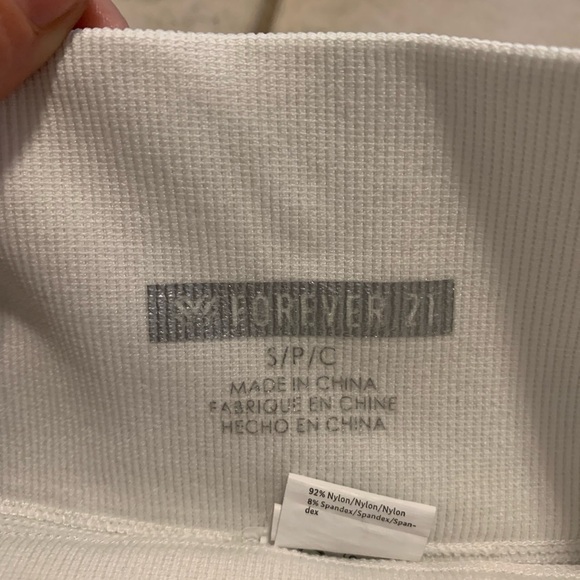 FOREVER 21
S/P/C
MADE IN CHINA
FABRIQUE EN CHINE
HECHO EN CHINA
92% Nylon/Nylon/Nylon
8% Spandex/Spandex/Span-
dex